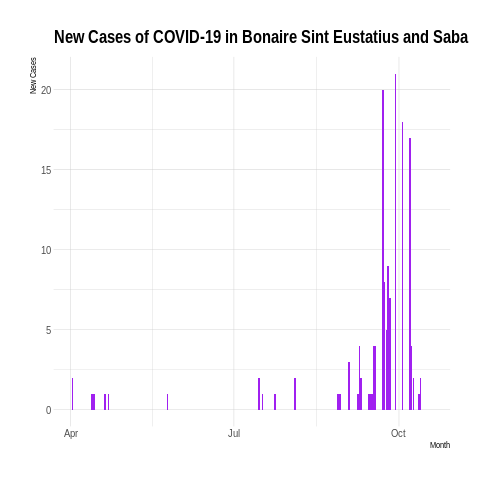 New Cases of COVID-19 in Bonaire Sint Eustatius and Saba
New Cases
20
15
10
5
0
Apr
Jul
Oct
Month